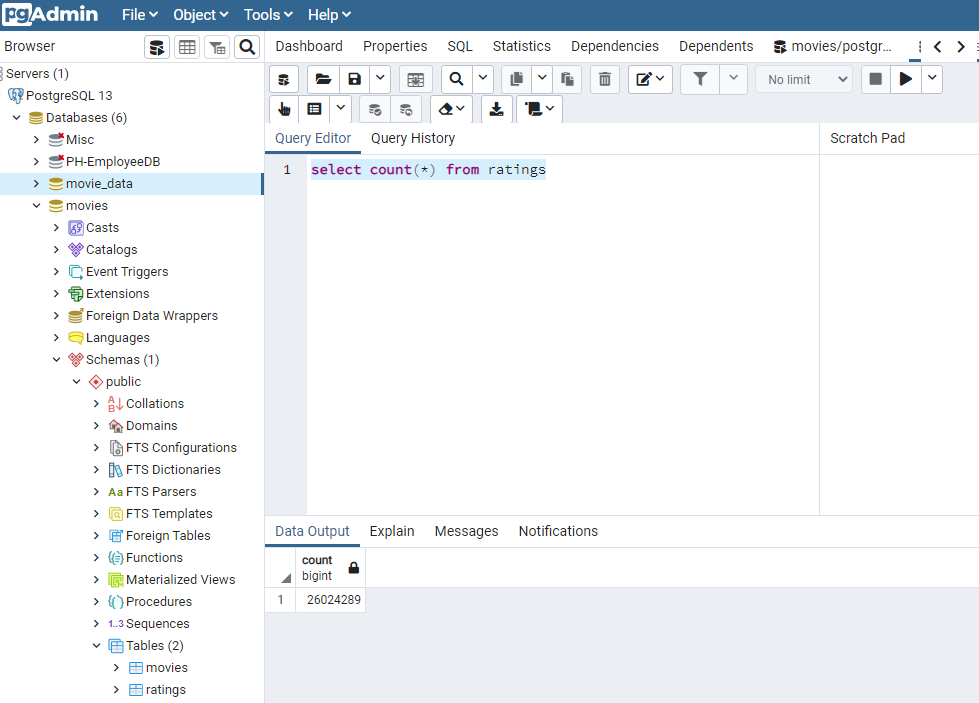 pgAdmin File Object Tools Help
Browser
Dashboard Properties SQL Statistics Dependencies Dependents movies/postgr...
Servers (1)
PostgreSQL 13
Databases (6)
Misc
PH-EmployeeDB
movie_data
movies
Casts
Catalogs
Event Triggers
Extensions
Foreign Data Wrappers
Languages
Schemas (1)
public
Collations
Domains
FTS Configurations
FTS Dictionaries
Aa FTS Parsers
FTS Templates
Foreign Tables
Functions
Materialized Views
Procedures
1..3 Sequences
Tables (2)
movies
ratings
No limit
Query Editor Query History
Scratch Pad
1 select count(*) from ratings
Data Output Explain Messages Notifications
count
bigint
1 26024289